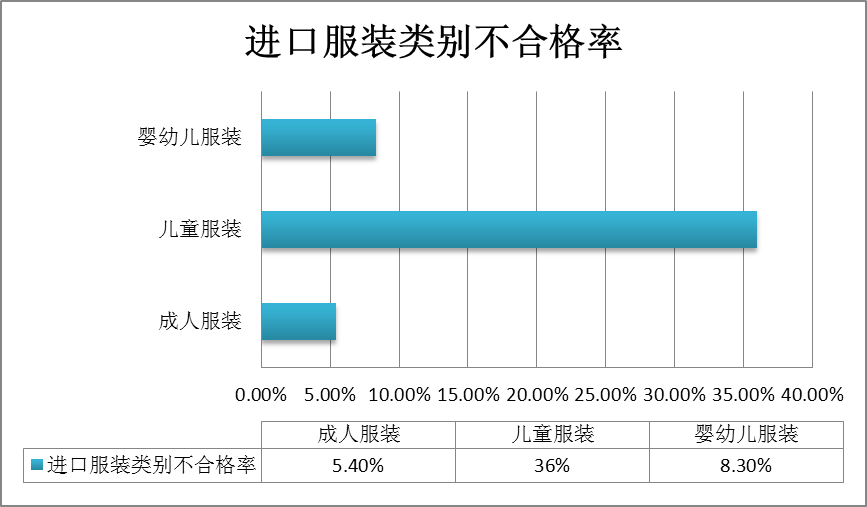 进口服装类别不合格率
婴幼儿服装
儿童服装
成人服装
0.00% 5.00% 10.00% 15.00% 20.00% 25.00% 30.00% 35.00% 40.00%
成人服装 儿童服装 婴幼儿服装
进口服装类别不合格率 5.40% 36% 8.30%